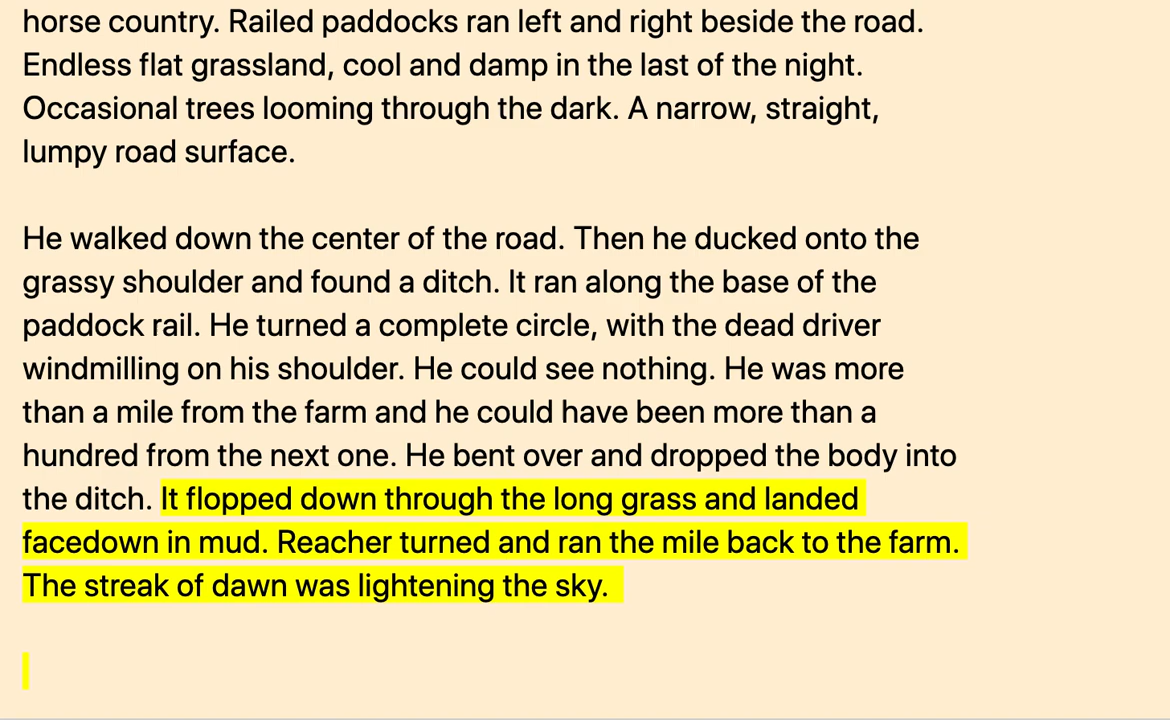 horse country. Railed paddocks ran left and right beside the road.
Endless flat grassland, cool and damp in the last of the night.
Occasional trees looming through the dark. A narrow, straight,
lumpy road surface.
He walked down the center of the road. Then he ducked onto the
grassy shoulder and found a ditch. It ran along the base of the
paddock rail. He turned a complete circle, with the dead driver
windmilling on his shoulder. He could see nothing. He was more
than a mile from the farm and he could have been more than a
hundred from the next one. He bent over and dropped the body into
the ditch. It flopped down through the long grass and landed
facedown in mud. Reacher turned and ran the mile back to the farm.
The streak of dawn was lightening the sky.